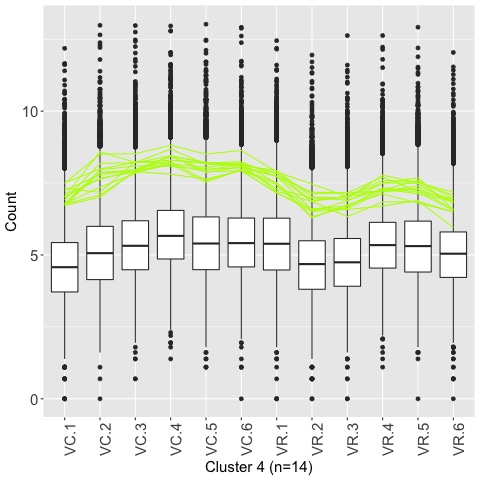 Count
10
5
0
VC.1
VC.2
VC.3
VC.4
VC.5
VC.6
VR.1
VR.2
VR.3
VR.4
VR.5
VR.6
Cluster 4 (n=14)